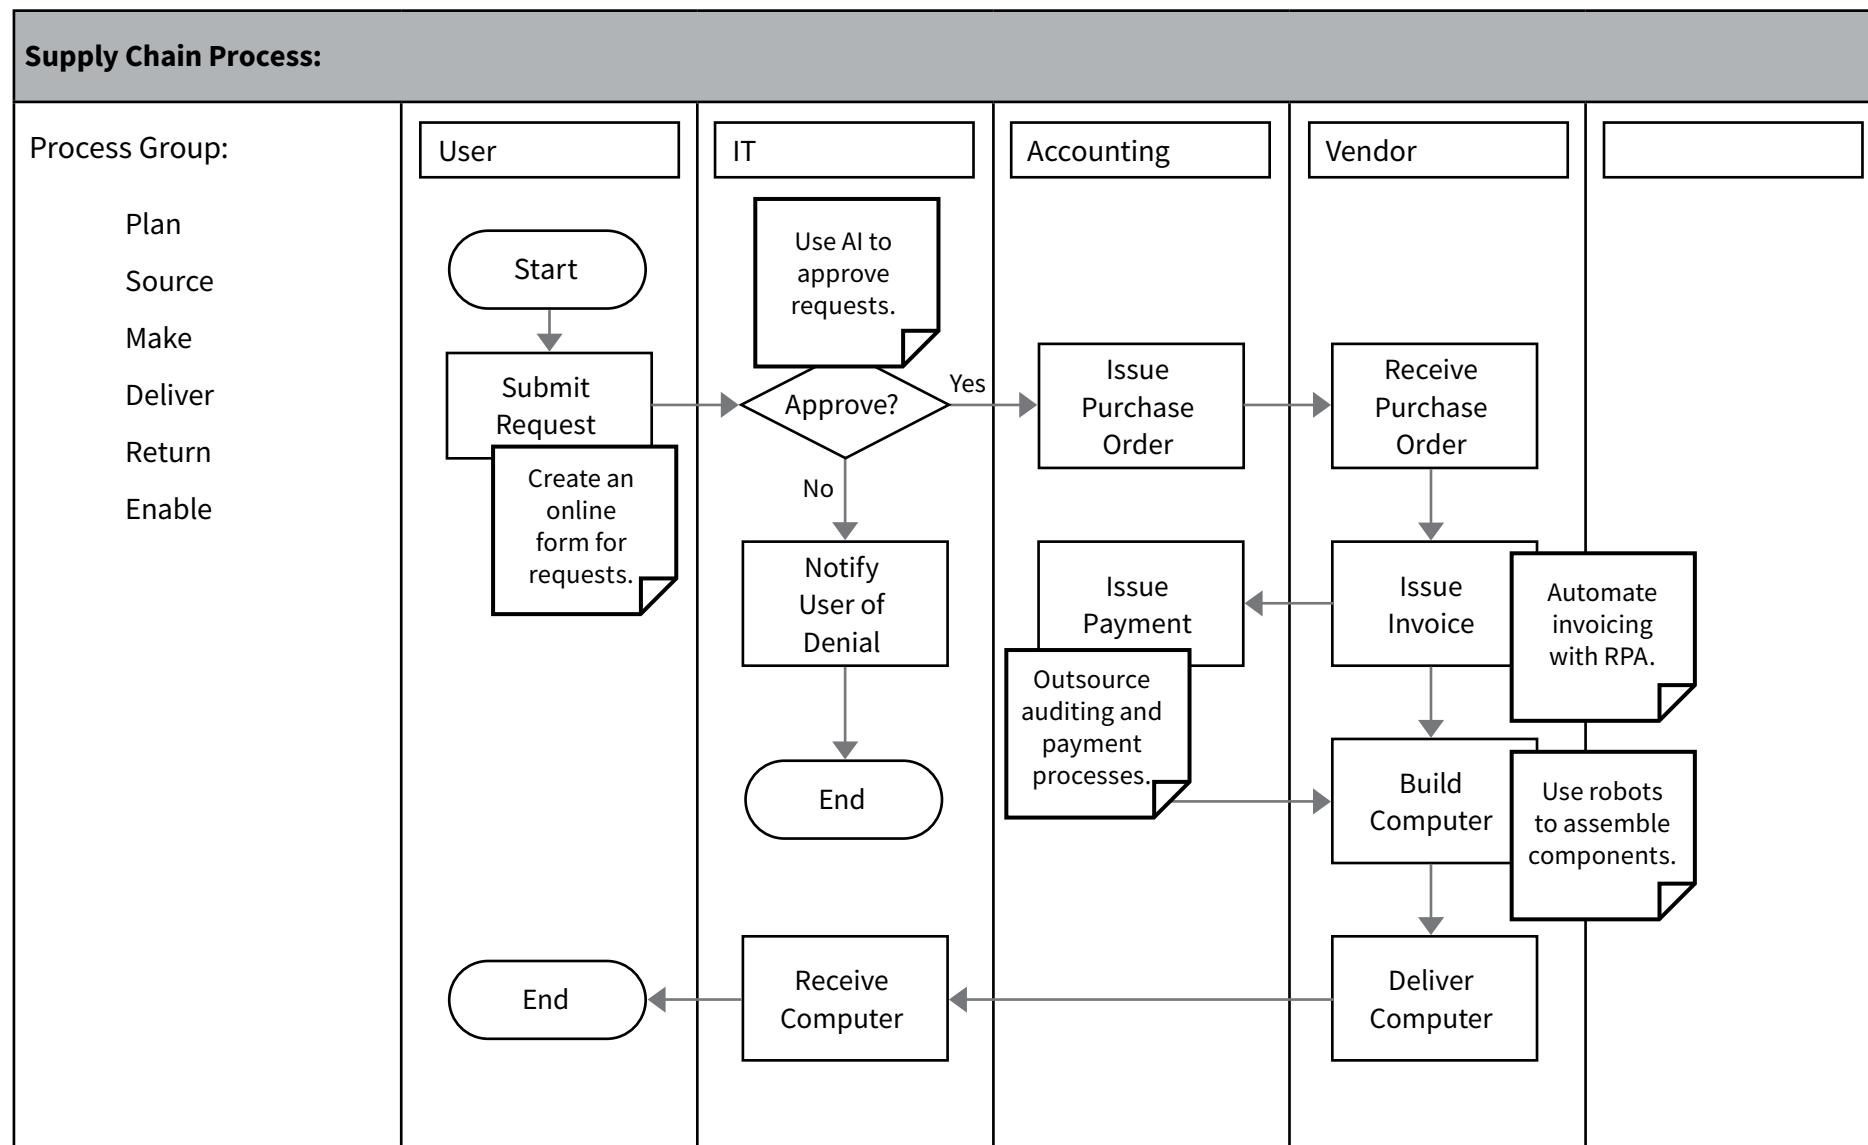 Supply Chain Process:
Process Group:
Plan
Source
Make
Deliver
Return
Enable
User
IT
Accounting
Vendor
Start
Submit
Request
Create an
online
form for
requests.
Use AI to
approve
requests.
Approve?
Yes
No
Notify
User of
Denial
End
Issue
Purchase
Order
Receive
Purchase
Order
Issue
Invoice
Automate
invoicing
with RPA.
Issue
Payment
Outsource
auditing and
payment
processes.
Build
Computer
Use robots
to assemble
components.
Deliver
Computer
Receive
Computer
End